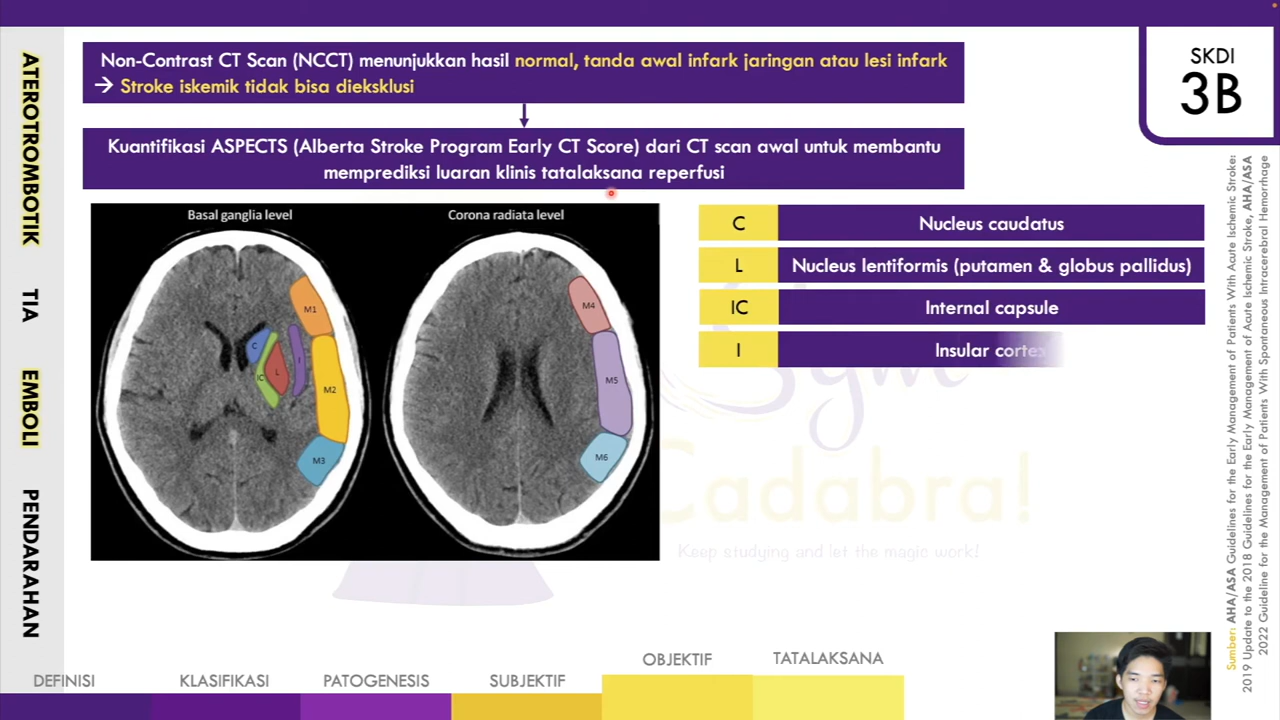 Non-Contrast CT Scan (NCCT) menunjukkan hasil normal, tanda awal infark jaringan atau lesi infark
→ Stroke iskemik tidak bisa dieksklusi
SKDI
3B
Kuantifikasi ASPECTS (Alberta Stroke Program Early CT Score) dari CT scan awal untuk membantu
memprediksi luaran klinis tatalaksana reperfusi
ATEROTROMBOTIK
TIA
EMBOLI
PENDARAHAN
Basal ganglia level
Corona radiata level
M1
M2
M3
C
IC
L
I
M4
M5
M6
C
Nucleus caudatus
L
Nucleus lentiformis (putamen & globus pallidus)
IC
Internal capsule
I
Insular cortex
Cadabra!
Keep studying and let the magic work!
Sumber: AHA/ASA Guidelines for the Early Management of Patients With Acute Ischemic Stroke:
2019 Update to the 2018 Guidelines for the Early Management of Acute Ischemic Stroke, AHA/ASA
2022 Guideline for the Management of Patients With Spontaneous Intracerebral Hemorrhage
DEFINISI
KLASIFIKASI
PATOGENESIS
SUBJEKTIF
OBJEKTIF
TATALAKSANA